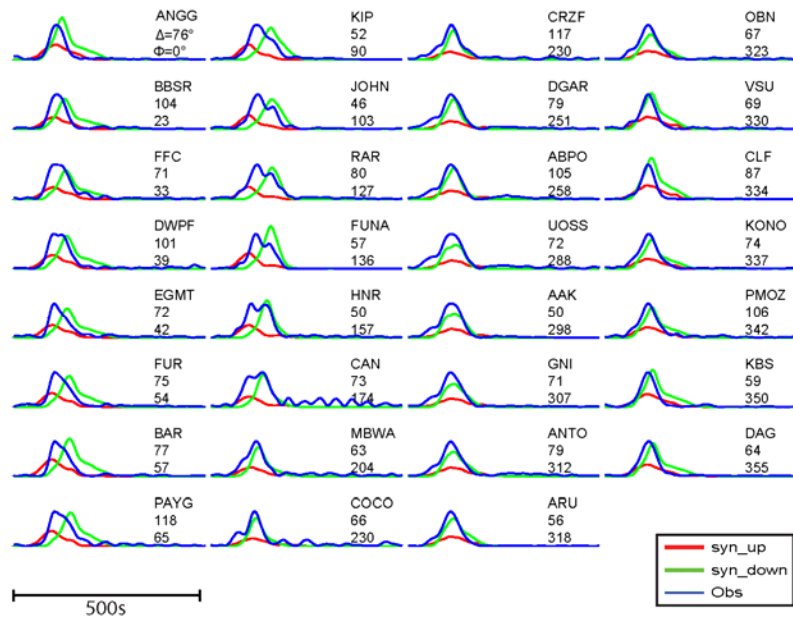 ANGG
Δ=76°
Φ=0°
BBSR
104
23
FFC
71
33
DWPF
101
39
EGMT
72
42
FUR
75
54
BAR
77
57
PAYG
118
65
KIP
52
90
JOHN
46
103
RAR
80
127
FUNA
57
136
HNR
50
157
CAN
73
174
MBWA
63
204
COCO
66
230
CRZF
117
230
DGAR
79
251
ABPO
105
258
UOSS
72
288
AAK
50
298
GNI
71
307
ANTO
79
312
ARU
56
318
OBN
67
323
VSU
69
330
CLF
87
334
KONO
74
337
PMOZ
106
342
KBS
59
350
DAG
64
355
syn_up
syn_down
Obs
500s